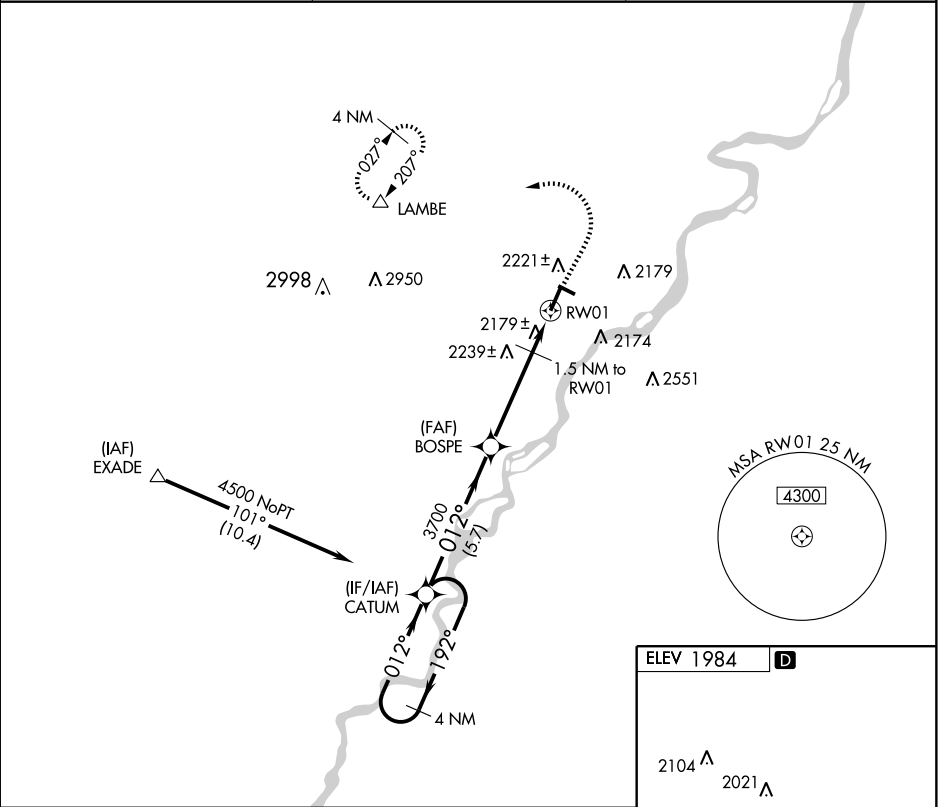 4 NM
027°
207°
LAMBE
2221±
2179
2998
2950
RW01
2179±
2174
2239±
1.5 NM to
RW01
2551
(FAF)
BOSPE
(IAF)
EXADE
MSA RW01 25 NM
4300
4500 NoPT
101°
(10.4)
3700
012°
(5.7)
(IF/IAF)
CATUM
012°
192°
4 NM
ELEV 1984 D
2104
2021